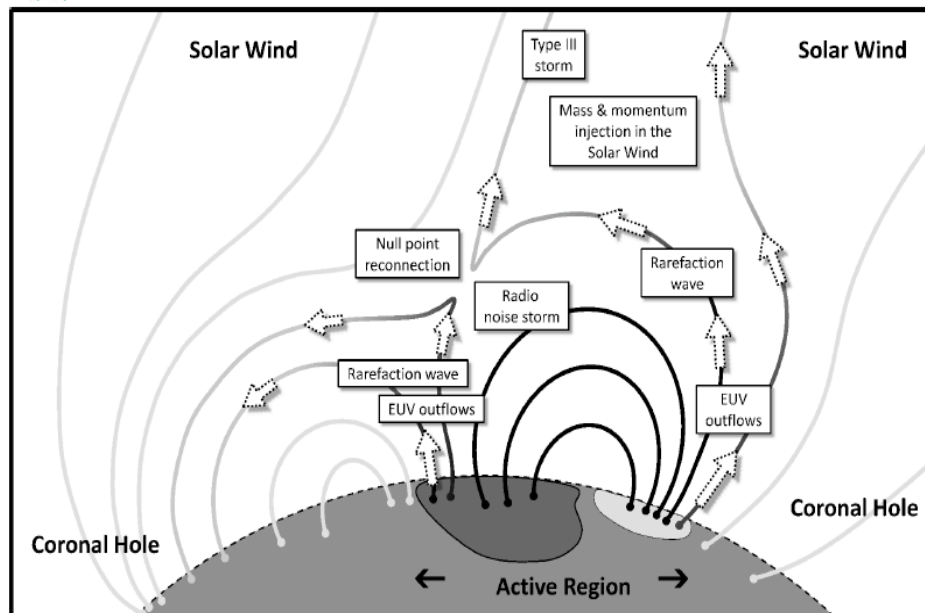 Solar Wind
Type III
storm
Solar Wind
Mass & momentum
injection in the
Solar Wind
Null point
reconnection
Rarefaction
wave
Radio
noise storm
Rarefaction wave
EUV outflows
EUV
outflows
Coronal Hole
Coronal Hole
Active Region